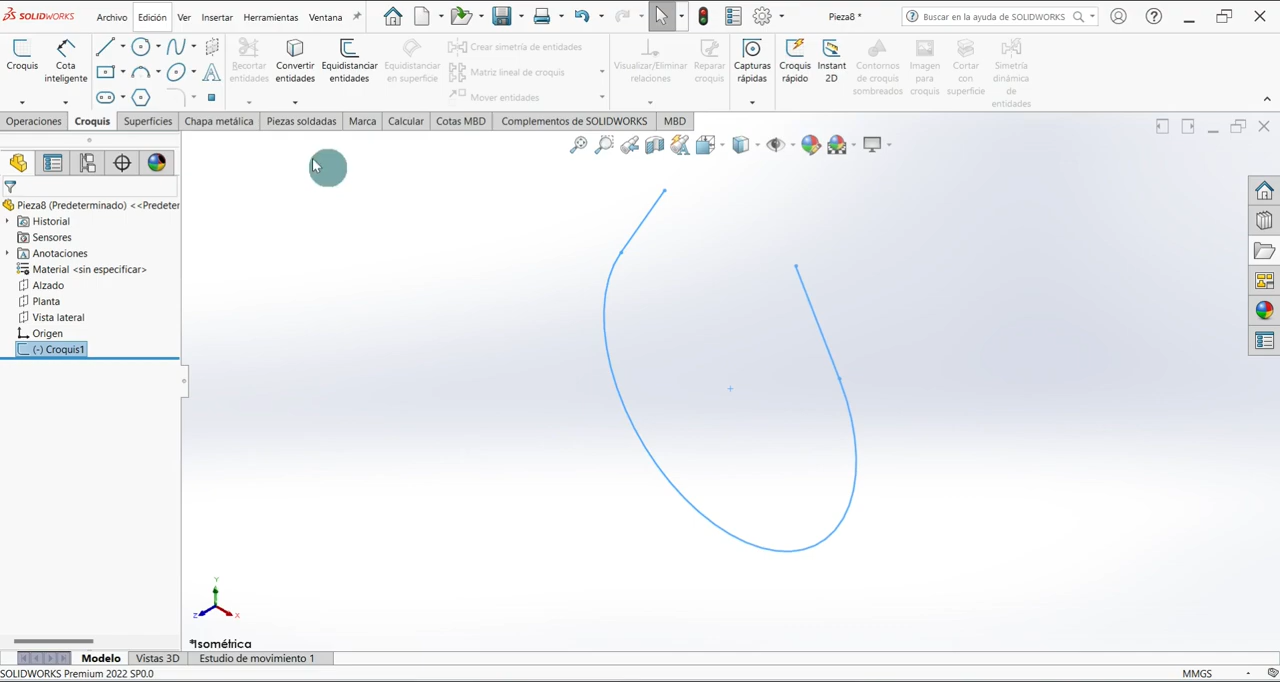 SOLIDWORKS Archivo Edición Ver Insertar Herramientas Ventana Pieza8 * Buscar en la ayuda de SOLIDWORKS
Croquis
Cota inteligente
Recortar entidades
Convertir entidades
Equidistanciar entidades
Equidistanciar en superficie
Crear simetría de entidades
Matriz lineal de croquis
Mover entidades
Visualizar/Eliminar relaciones
Reparar croquis
Capturas rápidas
Croquis rápido
Instant 2D
Contornos de croquis sombreados
Imagen para croquis
Cortar con superficie
Simetría dinámica de entidades
Operaciones Croquis Superficies Chapa metálica Piezas soldadas Marca Calcular Cotas MBD Complementos de SOLIDWORKS MBD
Pieza8 (Predeterminado) <<Predeter
Historial
Sensores
Anotaciones
Material <sin especificar>
Alzado
Planta
Vista lateral
Origen
(-) Croquis1
Y
Z X
*Isométrica
Modelo Vistas 3D Estudio de movimiento 1
SOLIDWORKS Premium 2022 SP0.0 MMGS